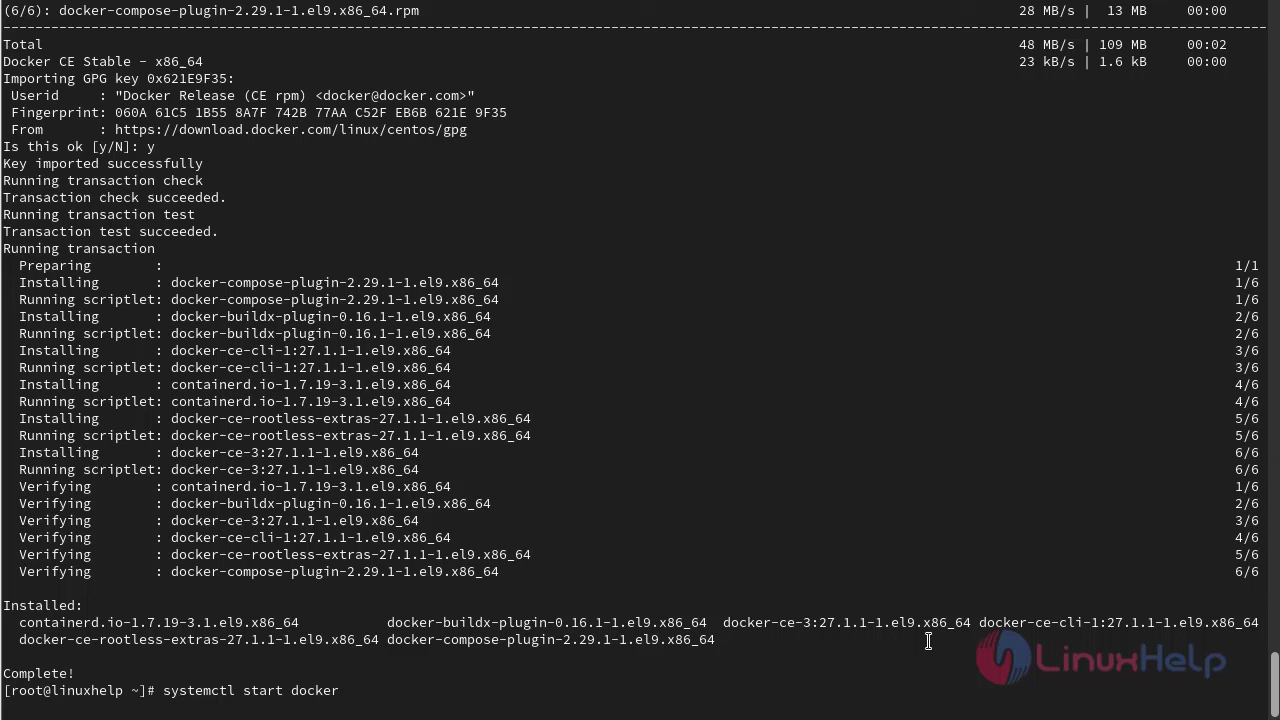 (6/6): docker-compose-plugin-2.29.1-1.el9.x86_64.rpm 28 MB/s | 13 MB 00:00
--------------------------------------------------------------------------------
Total 48 MB/s | 109 MB 00:02
Docker CE Stable - x86_64 23 kB/s | 1.6 kB 00:00
Importing GPG key 0x621E9F35:
Userid : "Docker Release (CE rpm) <docker@docker.com>"
Fingerprint: 060A 61C5 1B55 8A7F 742B 77AA C52F EB6B 621E 9F35
From : https://download.docker.com/linux/centos/gpg
Is this ok [y/N]: y
Key imported successfully
Running transaction check
Transaction check succeeded.
Running transaction test
Transaction test succeeded.
Running transaction
Preparing : 1/1
Installing : docker-compose-plugin-2.29.1-1.el9.x86_64 1/6
Running scriptlet: docker-compose-plugin-2.29.1-1.el9.x86_64 1/6
Installing : docker-buildx-plugin-0.16.1-1.el9.x86_64 2/6
Running scriptlet: docker-buildx-plugin-0.16.1-1.el9.x86_64 2/6
Installing : docker-ce-cli-1:27.1.1-1.el9.x86_64 3/6
Running scriptlet: docker-ce-cli-1:27.1.1-1.el9.x86_64 3/6
Installing : containerd.io-1.7.19-3.1.el9.x86_64 4/6
Running scriptlet: containerd.io-1.7.19-3.1.el9.x86_64 4/6
Installing : docker-ce-rootless-extras-27.1.1-1.el9.x86_64 5/6
Running scriptlet: docker-ce-rootless-extras-27.1.1-1.el9.x86_64 5/6
Installing : docker-ce-3:27.1.1-1.el9.x86_64 6/6
Running scriptlet: docker-ce-3:27.1.1-1.el9.x86_64 6/6
Verifying : containerd.io-1.7.19-3.1.el9.x86_64 1/6
Verifying : docker-buildx-plugin-0.16.1-1.el9.x86_64 2/6
Verifying : docker-ce-3:27.1.1-1.el9.x86_64 3/6
Verifying : docker-ce-cli-1:27.1.1-1.el9.x86_64 4/6
Verifying : docker-ce-rootless-extras-27.1.1-1.el9.x86_64 5/6
Verifying : docker-compose-plugin-2.29.1-1.el9.x86_64 6/6
Installed:
containerd.io-1.7.19-3.1.el9.x86_64 docker-buildx-plugin-0.16.1-1.el9.x86_64 docker-ce-3:27.1.1-1.el9.x86_64 docker-ce-cli-1:27.1.1-1.el9.x86_64
docker-ce-rootless-extras-27.1.1-1.el9.x86_64 docker-compose-plugin-2.29.1-1.el9.x86_64
LinuxHelp
Complete!
[root@linuxhelp ~]# systemctl start docker